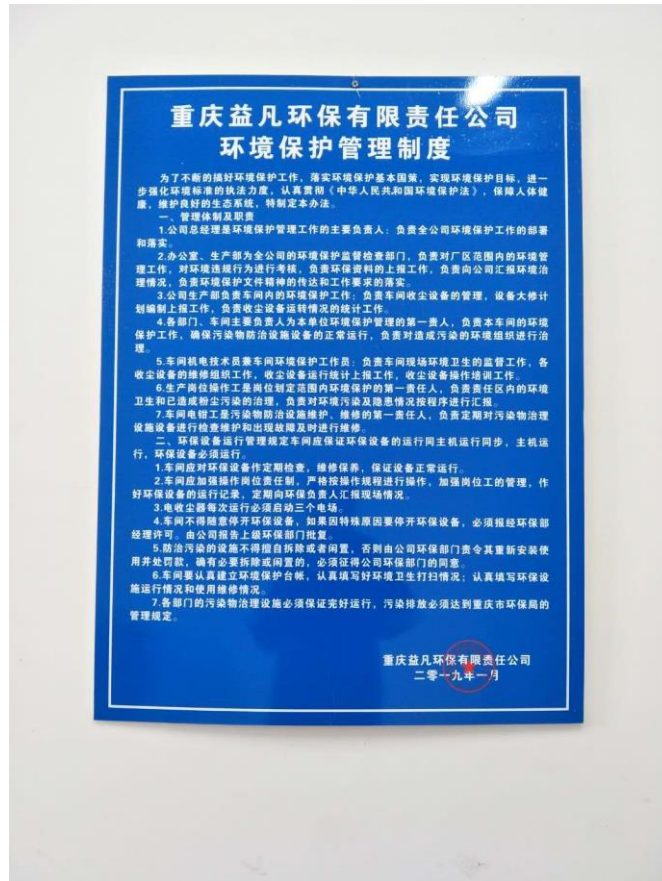 重庆益凡环保有限责任公司
环境保护管理制度
为了不断的搞好环境保护工作，落实环境保护基本国策，实现环境保护目标，进一
步强化环境标准的执法力度，认真贯彻《中华人民共和国环境保护法》，保障人体健
康，维护良好的生态系统，特制定本办法。
一、管理体制及职责
1.公司总经理是环境保护管理工作的主要负责人：负责全公司环境保护工作的部署
和落实。
2.办公室、生产部为全公司的环境保护监督检查部门，负责对厂区范围内的环境管
理工作，对环境违规行为进行考核，负责环保资料的上报工作，负责向公司汇报环境治
理情况，负责环境保护文件精神的传达和工作要求的落实。
3.公司生产部负责车间内的环境保护工作：负责车间收尘设备的管理，设备大修计
划编制上报工作，负责收尘设备运转情况的统计工作。
4.各部门、车间主要负责人为本单位环境保护管理的第一责人，负责本车间的环境
保护工作，确保污染物防治设施设备的正常运行，负责对造成污染的环境组织进行治
理。
5.车间机电技术员兼车间环境保护工作员：负责车间现场环境卫生的监督工作，各
收尘设备的维修组织工作，收尘设备运行统计上报工作，收尘设备操作培训工作。
6.生产岗位操作工是岗位划定范围内环境保护的第一责任人，负责责任区内的环境
卫生和已造成粉尘污染的治理，负责对环境污染及隐患情况按程序进行汇报。
7.车间电钳工是污染物防治设施维护、维修的第一责任人，负责定期对污染物治理
设施设备进行检查维护和出现故障及时进行维修。
二、环保设备运行管理规定车间应保证环保设备的运行同主机运行同步，主机运
行，环保设备必须运行。
1.车间应对环保设备作定期检查，维修保养，保证设备正常运行。
2.车间应加强操作岗位责任制，严格按操作规程进行操作，加强岗位工的管理，作
好环保设备的运行记录，定期向环保负责人汇报现场情况。
3.电收尘器每次运行必须启动三个电场。
4.车间不得随意停开环保设备，如果因特殊原因要停开环保设备，必须报经环保部
经理许可。由公司报告上级环保部门批复。
5.防治污染的设施不得擅自拆除或者闲置，否则由公司环保部门责令其重新安装使
用并处罚款，确有必要拆除或闲置的，必须征得公司环保部门的同意。
6.车间要认真建立环境保护台帐，认真填写好环境卫生打扫情况；认真填写环保设
施运行情况和使用维修情况。
7.各部门的污染物治理设施必须保证完好运行，污染排放必须达到重庆市环保局的
管理规定。
重庆益凡环保有限责任公司
二零一九年一月